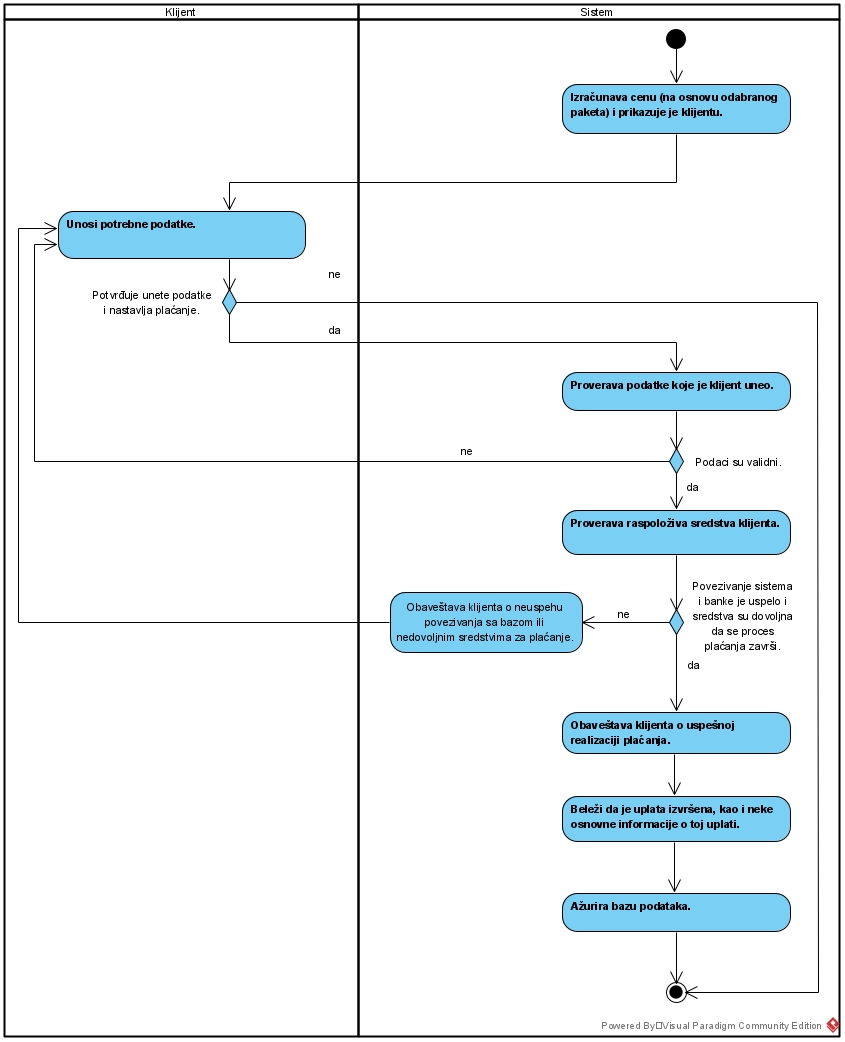 Klijent
Sistem
Izračunava cenu (na osnovu odabranog
paketa) i prikazuje je klijentu.
Unosi potrebne podatke.
ne
Potvrđuje unete podatke
i nastavlja plaćanje.
da
Proverava podatke koje je klijent uneo.
ne
Podaci su validni.
da
Proverava raspoloživa sredstva klijenta.
Povezivanje sistema
i banke je uspelo i
sredstva su dovoljna
da se proces
plaćanja završi.
ne
Obaveštava klijenta o neuspehu
povezivanja sa bazom ili
nedovoljnim sredstvima za plaćanje.
da
Obaveštava klijenta o uspešnoj
realizaciji plaćanja.
Beleži da je uplata izvršena, kao i neke
osnovne informacije o toj uplati.
Ažurira bazu podataka.
Powered By Visual Paradigm Community Edition